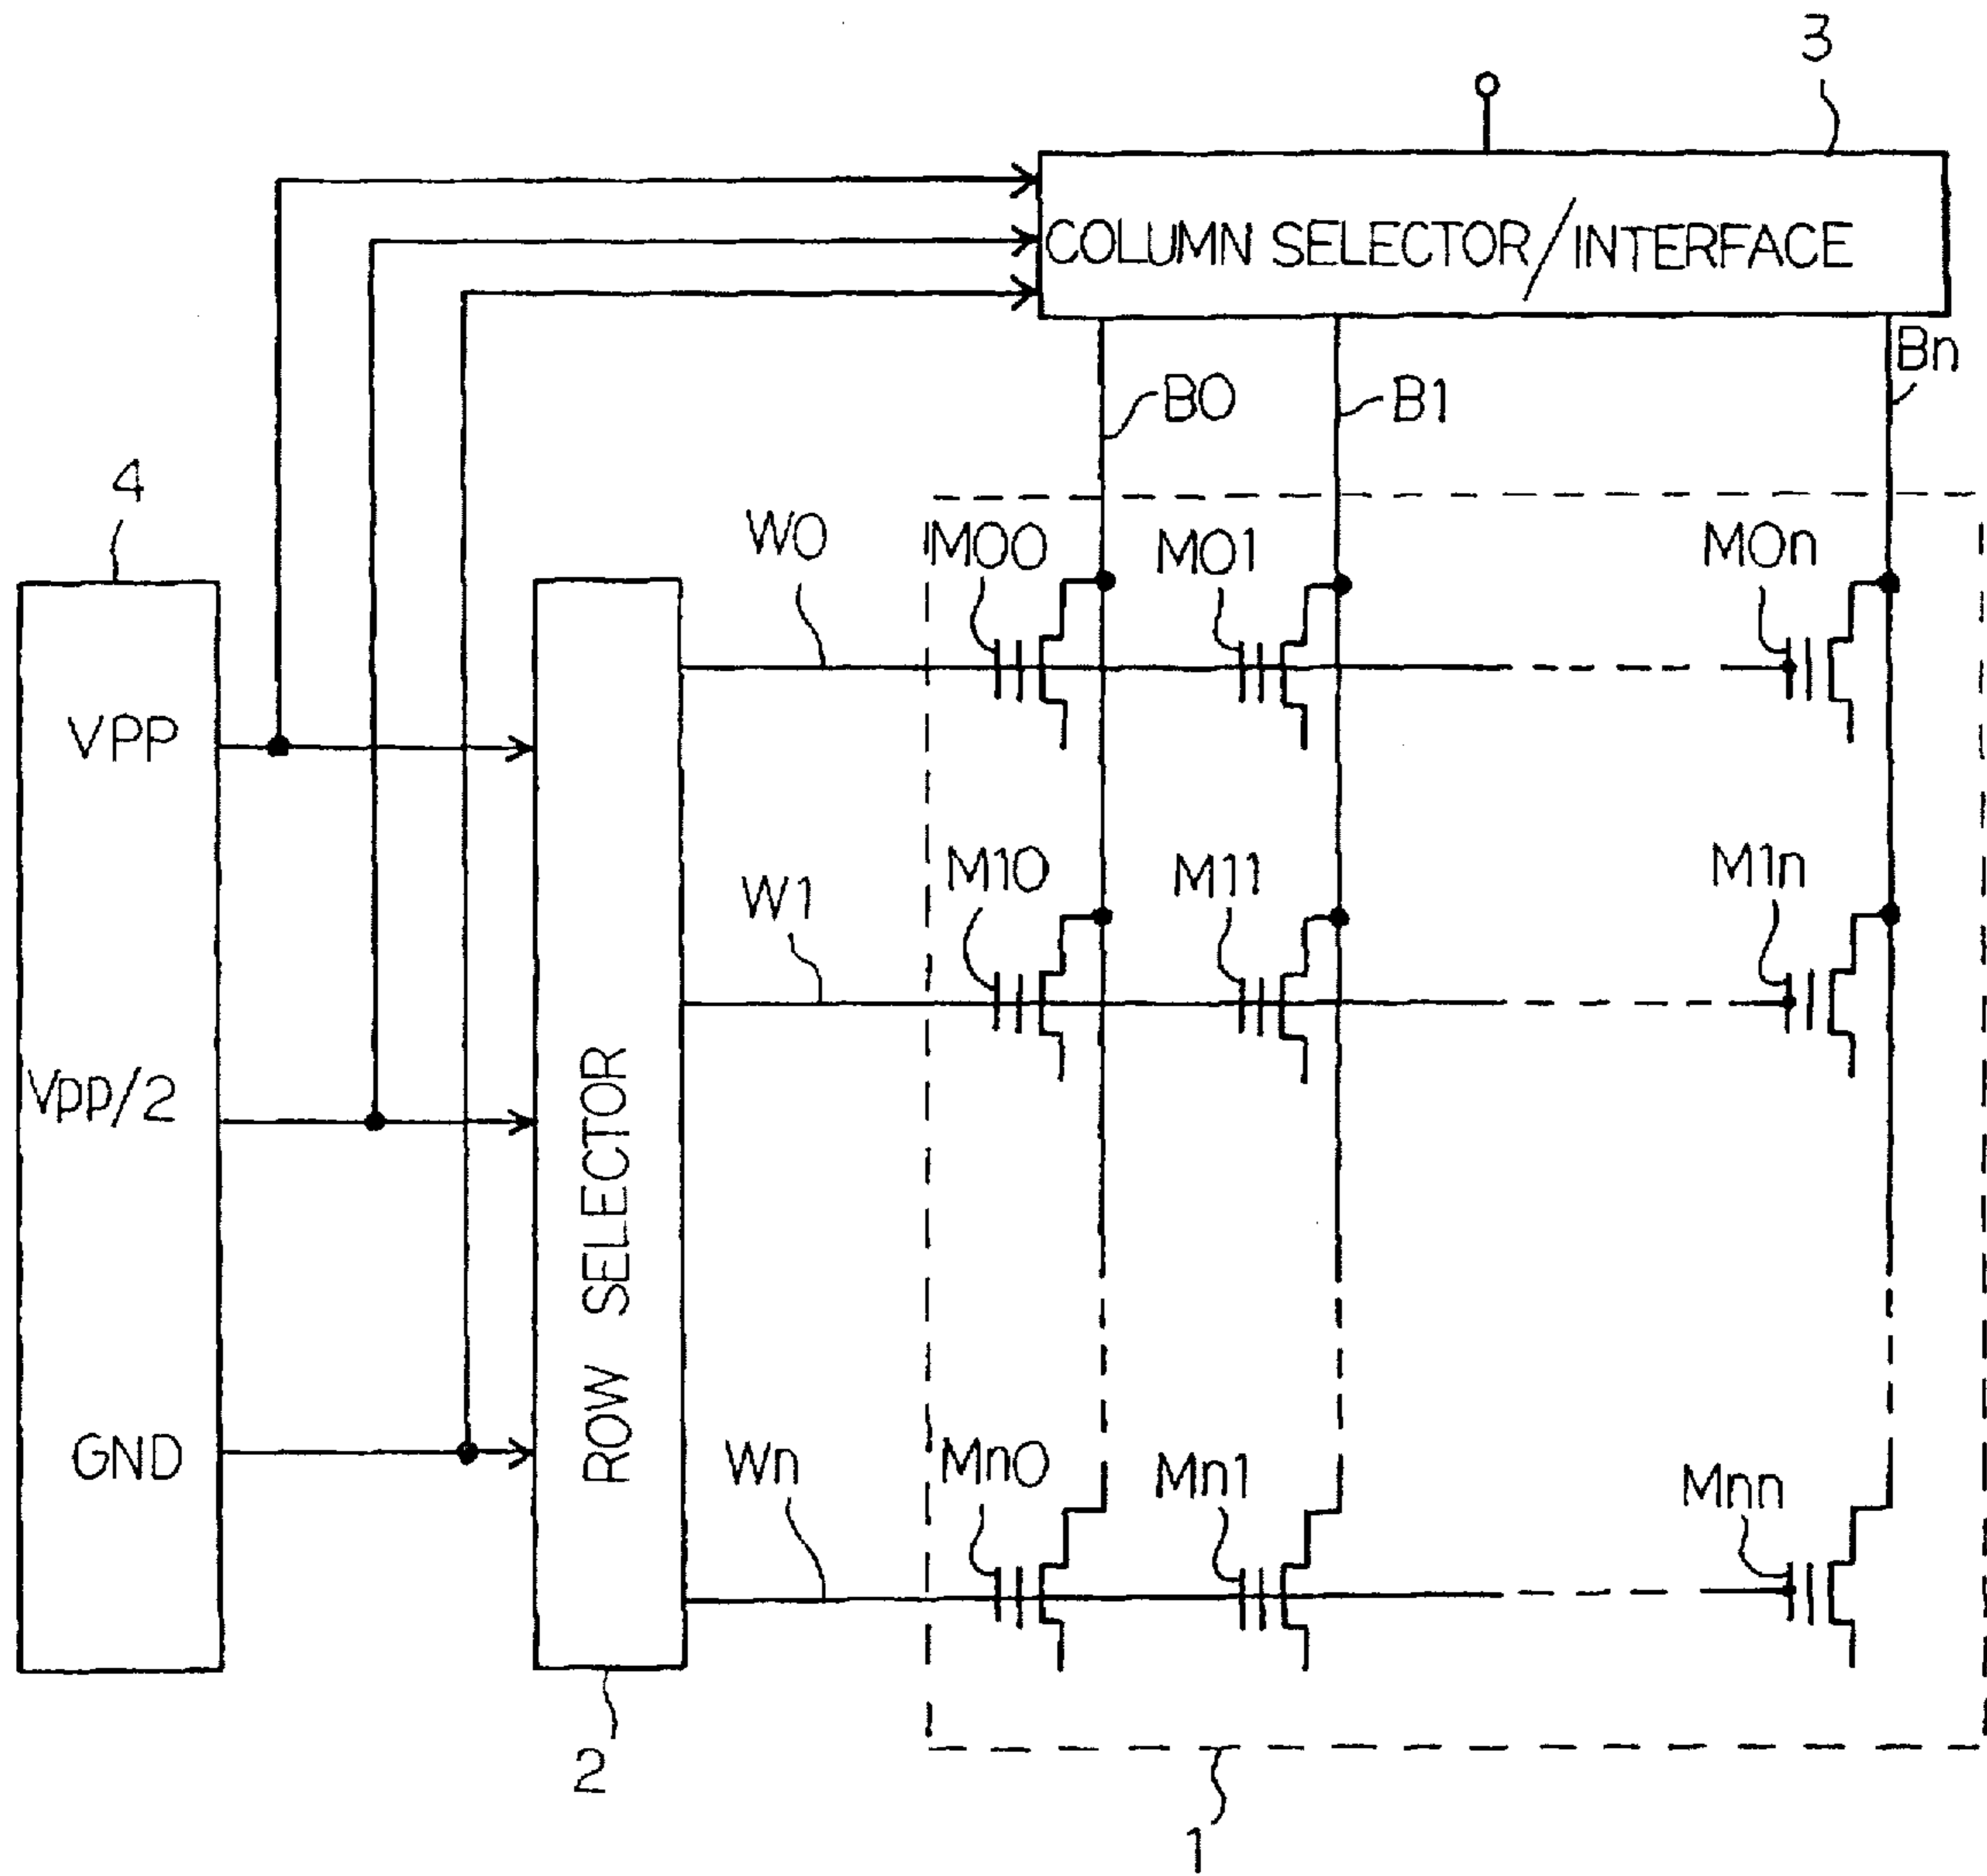 3
COLUMN SELECTOR/INTERFACE
Bn
B0
B1
4
W0
M00
M01
M0n
VPP
M10
M11
M1n
W1
Vpp/2
ROW SELECTOR
GND
Wn
Mn0
Mn1
Mnn
2
1